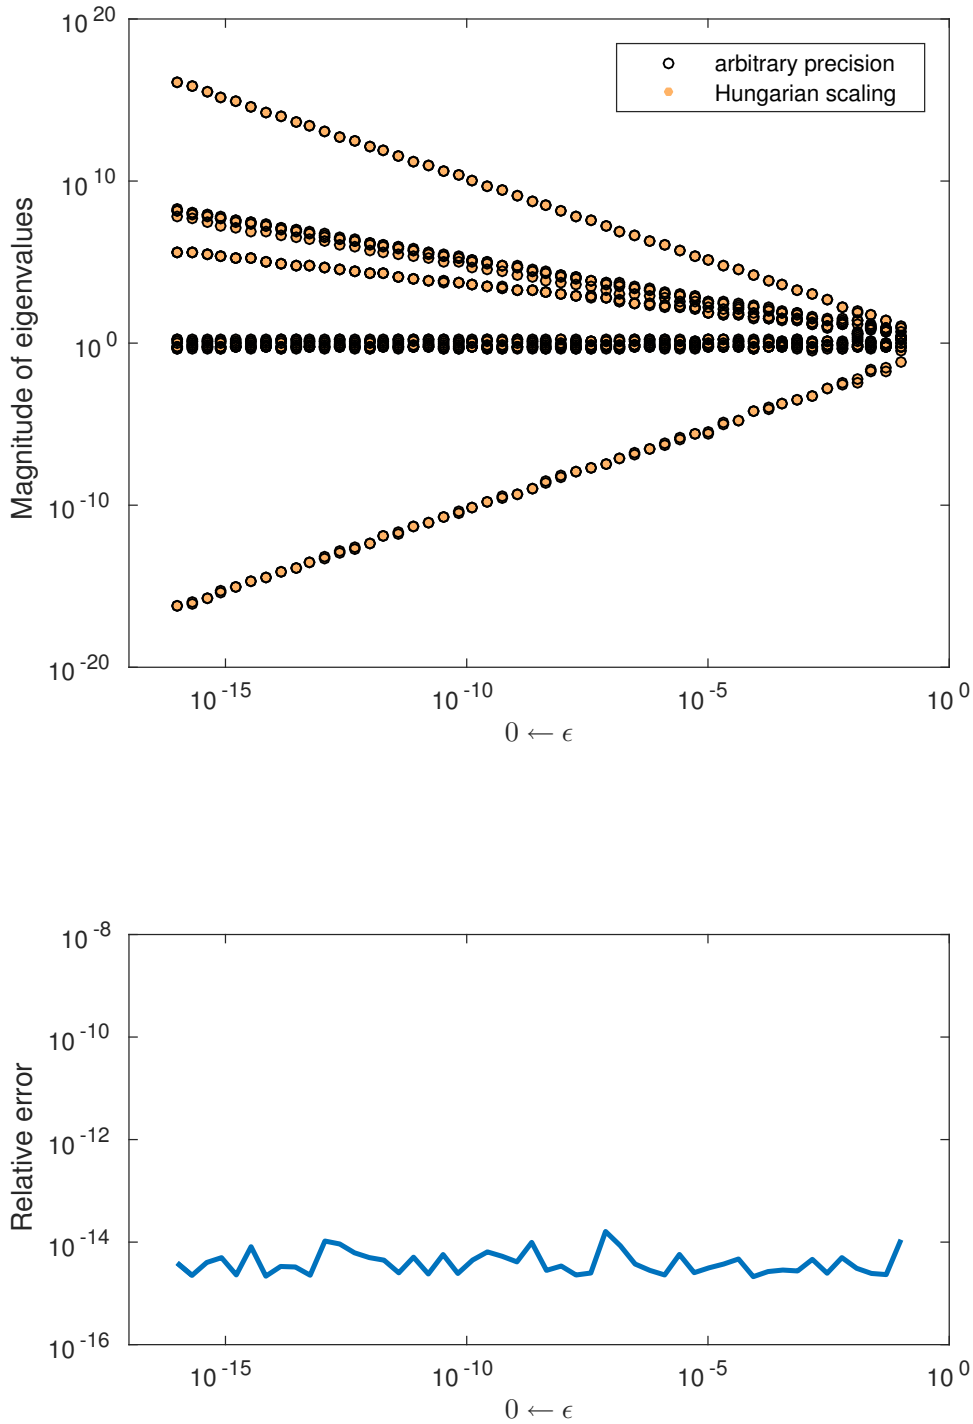 10^20
arbitrary precision
Hungarian scaling
10^10
10^0
10^-10
10^-20
Magnitude of eigenvalues
10^-15 10^-10 10^-5 10^0
0 ← ϵ
10^-8
10^-10
10^-12
10^-14
10^-16
Relative error
10^-15 10^-10 10^-5 10^0
0 ← ϵ